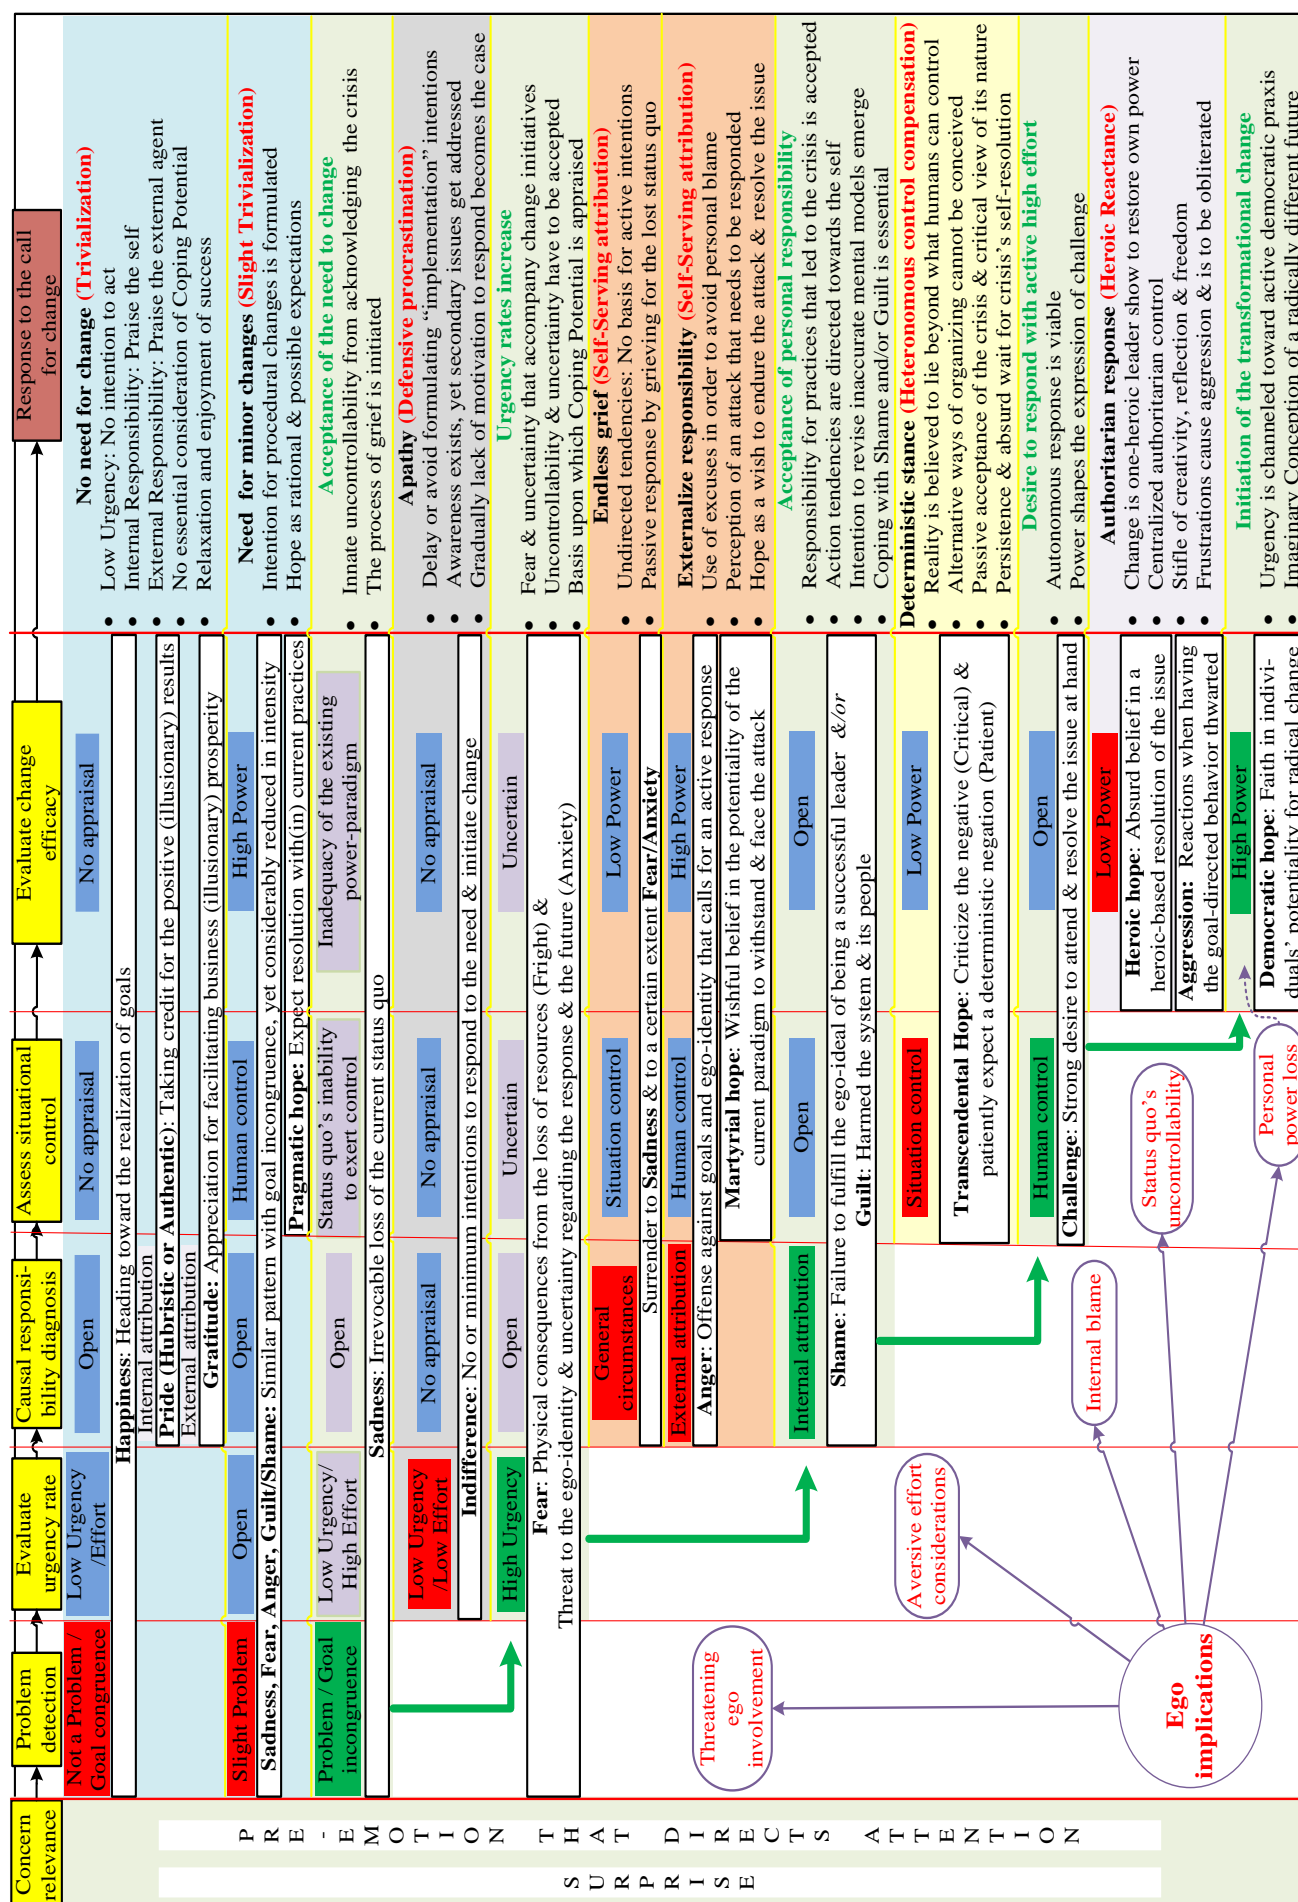 Concern
relevance
Problem
detection
Evaluate
urgency rate
Causal responsi-
bility diagnosis
Assess situational
control
Evaluate change
efficacy
Response to the call
for change
PRE-EMOTION THAT DIRECTS ATTENTION
SURPRISE
Not a Problem /
Goal congruence
Low Urgency
/Effort
Open
No appraisal
No appraisal
Happiness: Heading toward the realization of goals
Internal attribution
Pride (Hubristic or Authentic): Taking credit for the positive (illusionary) results
External attribution
Gratitude: Appreciation for facilitating business (illusionary) prosperity
No need for change (Trivialization)
• Low Urgency: No intention to act
• Internal Responsibility: Praise the self
• External Responsibility: Praise the external agent
• No essential consideration of Coping Potential
• Relaxation and enjoyment of success
Slight Problem
Open
Open
Human control
High Power
Sadness, Fear, Anger, Guilt/Shame: Similar pattern with goal incongruence, yet considerably reduced in intensity
Pragmatic hope: Expect resolution with(in) current practices
Need for minor changes (Slight Trivialization)
• Intention for procedural changes is formulated
• Hope as rational & possible expectations
Problem / Goal
incongruence
Low Urgency/
High Effort
Open
Status quo's inability
to exert control
Inadequacy of the existing
power-paradigm
Sadness: Irrevocable loss of the current status quo
Acceptance of the need to change
• Innate uncontrollability from acknowledging the crisis
• The process of grief is initiated
Low Urgency
/Low Effort
No appraisal
No appraisal
No appraisal
Indifference: No or minimum intentions to respond to the need & initiate change
Apathy (Defensive procrastination)
• Delay or avoid formulating “implementation” intentions
• Awareness exists, yet secondary issues get addressed
• Gradually lack of motivation to respond becomes the case
High Urgency
Open
Uncertain
Uncertain
Fear: Physical consequences from the loss of resources (Fright) &
Threat to the ego-identity & uncertainty regarding the response & the future (Anxiety)
Urgency rates increase
• Fear & uncertainty that accompany change initiatives
• Uncontrollability & uncertainty have to be accepted
• Basis upon which Coping Potential is appraised
General
circumstances
Situation control
Low Power
Surrender to Sadness & to a certain extent Fear/Anxiety
Endless grief (Self-Serving attribution)
• Undirected tendencies: No basis for active intentions
• Passive response by grieving for the lost status quo
External attribution
Human control
High Power
Anger: Offense against goals and ego-identity that calls for an active response
Martyrial hope: Wishful belief in the potentiality of the
current paradigm to withstand & face the attack
Externalize responsibility (Self-Serving attribution)
• Use of excuses in order to avoid personal blame
• Perception of an attack that needs to be responded
• Hope as a wish to endure the attack & resolve the issue
Internal attribution
Open
Open
Shame: Failure to fulfill the ego-ideal of being a successful leader &/or
Guilt: Harmed the system & its people
Acceptance of personal responsibility
• Responsibility for practices that led to the crisis is accepted
• Action tendencies are directed towards the self
• Intention to revise inaccurate mental models emerge
• Coping with Shame and/or Guilt is essential
Situation control
Low Power
Transcendental Hope: Criticize the negative (Critical) &
patiently expect a deterministic negation (Patient)
Deterministic stance (Heteronomous control compensation)
• Reality is believed to lie beyond what humans can control
• Alternative ways of organizing cannot be conceived
• Passive acceptance of the crisis & critical view of its nature
• Persistence & absurd wait for crisis's self-resolution
Human control
Open
Challenge: Strong desire to attend & resolve the issue at hand
Desire to respond with active high effort
• Autonomous response is viable
• Power shapes the expression of challenge
Low Power
Heroic hope: Absurd belief in a
heroic-based resolution of the issue
Aggression: Reactions when having
the goal-directed behavior thwarted
Authoritarian response (Heroic Reactance)
• Change is one-heroic leader show to restore own power
• Centralized authoritarian control
• Stifle of creativity, reflection & freedom
• Frustrations cause aggression & is to be obliterated
High Power
Democratic hope: Faith in indivi-
duals' potentiality for radical change
Initiation of the transformational change
• Urgency is channeled toward active democratic praxis
• Imaginary Conception of a radically different future
Threatening
ego
involvement
Aversive effort
considerations
Internal blame
Status quo's
uncontrollability
Personal
power loss
Ego
implications